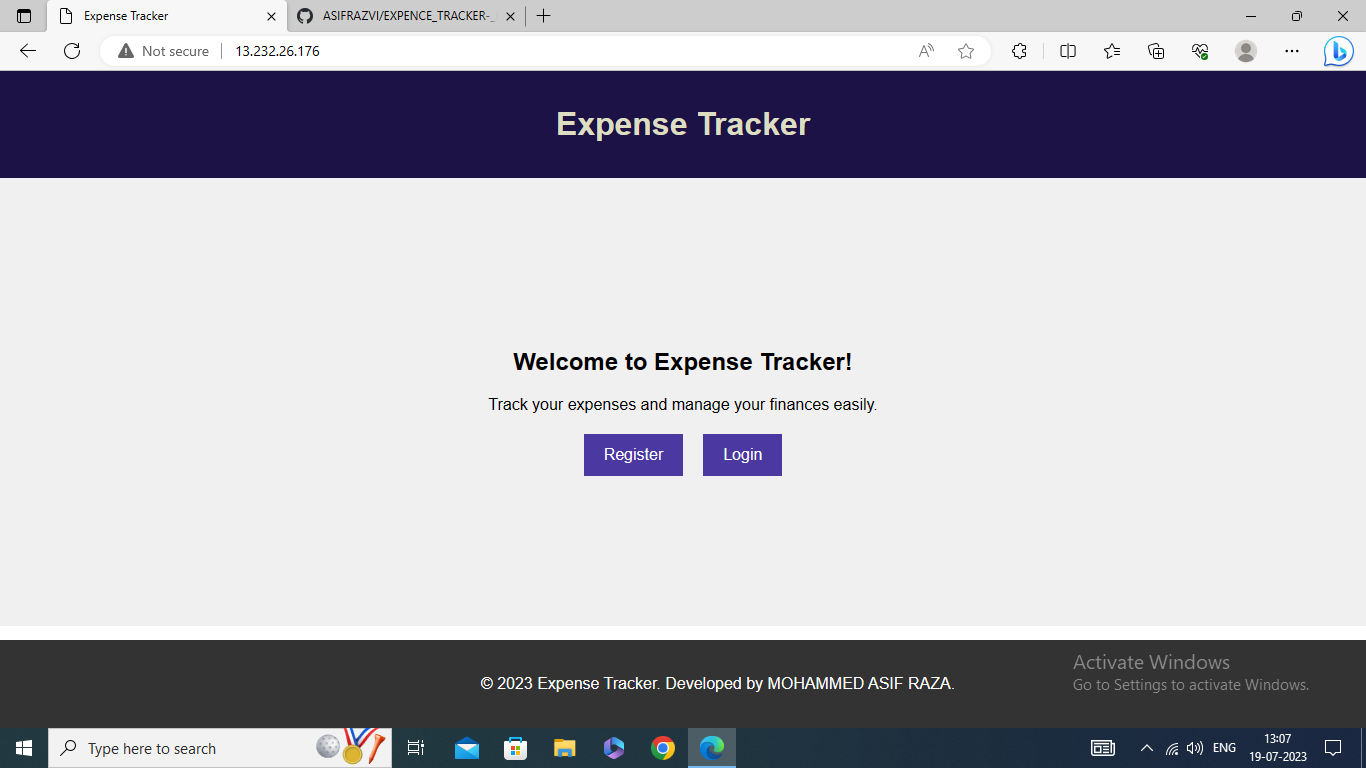 Expense Tracker
ASIFRAZVI/EXPENCE_TRACKER-_
Not secure
13.232.26.176
Expense Tracker
Welcome to Expense Tracker!
Track your expenses and manage your finances easily.
Register Login
Activate Windows
Go to Settings to activate Windows.
© 2023 Expense Tracker. Developed by MOHAMMED ASIF RAZA.
Type here to search
ENG
13:07
19-07-2023